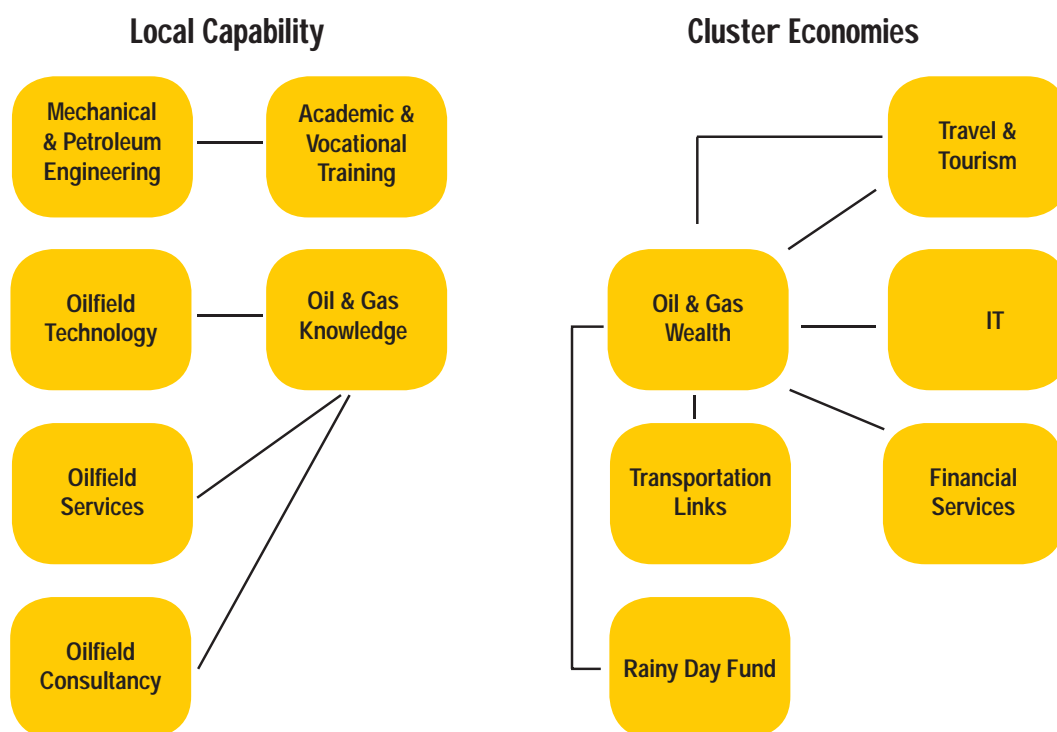 Local Capability
Mechanical
& Petroleum
Engineering
Academic &
Vocational
Training
Oilfield
Technology
Oil & Gas
Knowledge
Oilfield
Services
Oilfield
Consultancy
Cluster Economies
Travel &
Tourism
Oil & Gas
Wealth
IT
Transportation
Links
Financial
Services
Rainy Day Fund